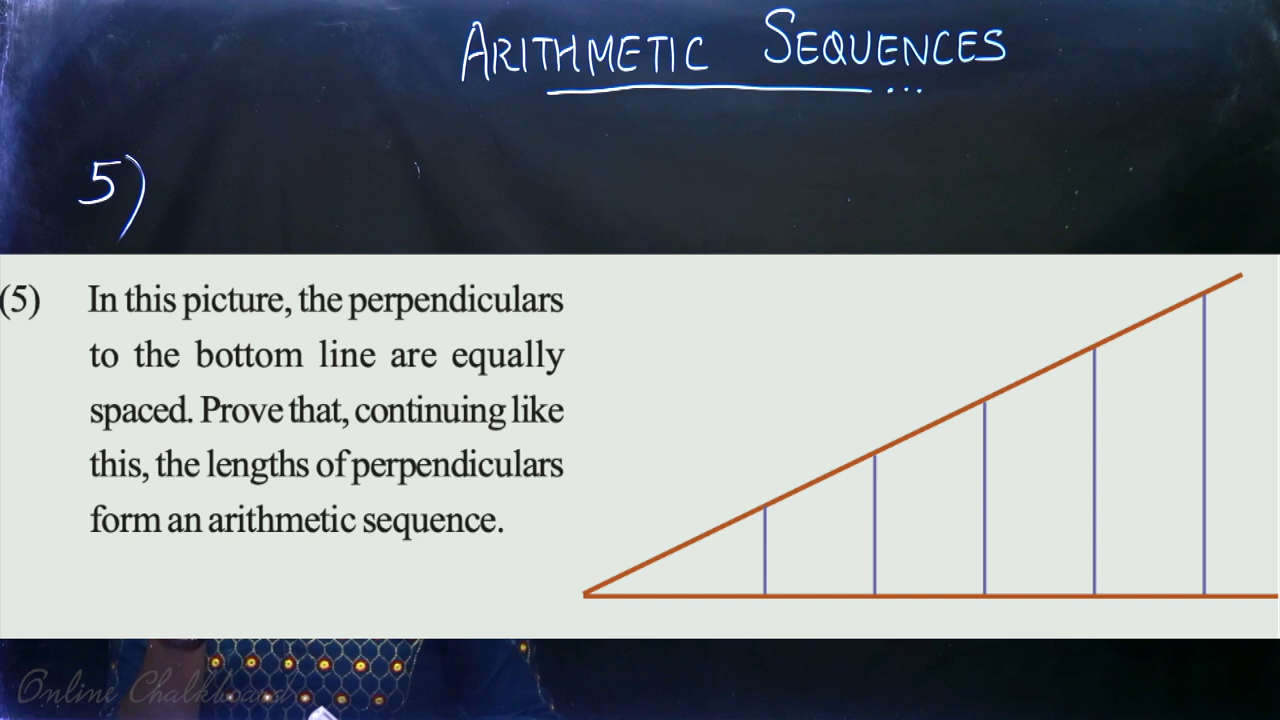 ARITHMETIC SEQUENCES...
5)
(5) In this picture, the perpendiculars
to the bottom line are equally
spaced. Prove that, continuing like
this, the lengths of perpendiculars
form an arithmetic sequence.
Online Chalkboard